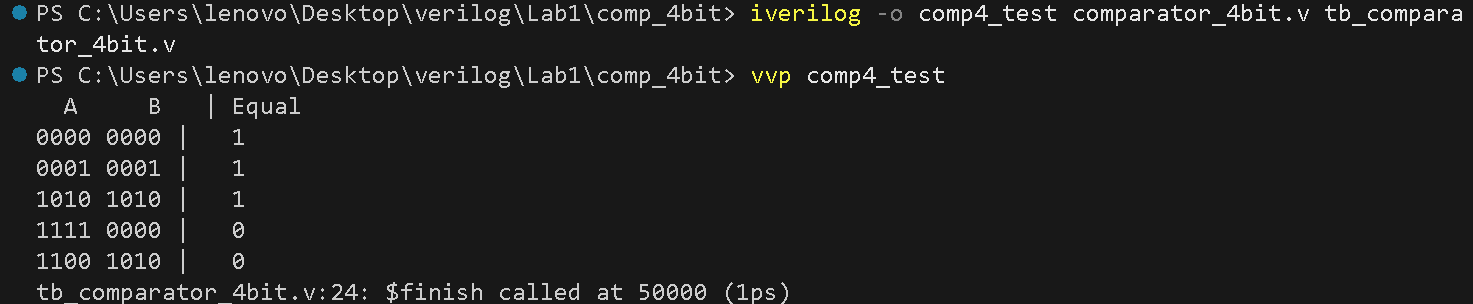 PS C:\Users\lenovo\Desktop\verilog\Lab1\comp_4bit> iverilog -o comp4_test comparator_4bit.v tb_compara
tor_4bit.v
PS C:\Users\lenovo\Desktop\verilog\Lab1\comp_4bit> vvp comp4_test
  A     B   | Equal
0000 0000 |   1
0001 0001 |   1
1010 1010 |   1
1111 0000 |   0
1100 1010 |   0
tb_comparator_4bit.v:24: $finish called at 50000 (1ps)